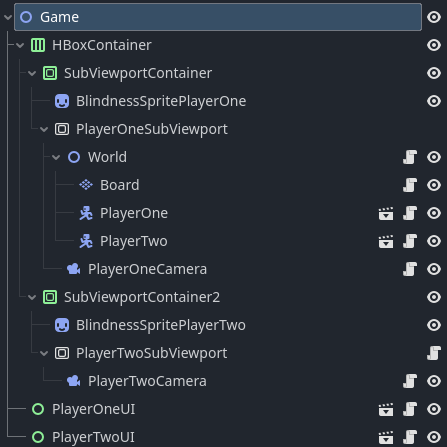 Game
HBoxContainer
SubViewportContainer
BlindnessSpritePlayerOne
PlayerOneSubViewport
World
Board
PlayerOne
PlayerTwo
PlayerOneCamera
SubViewportContainer2
BlindnessSpritePlayerTwo
PlayerTwoSubViewport
PlayerTwoCamera
PlayerOneUI
PlayerTwoUI